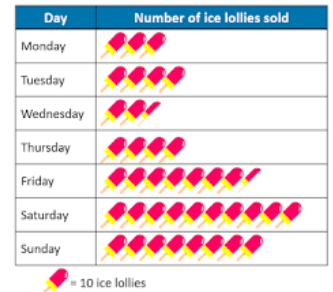 Day Number of ice lollies sold
Monday
Tuesday
Wednesday
Thursday
Friday
Saturday
Sunday
= 10 ice lollies